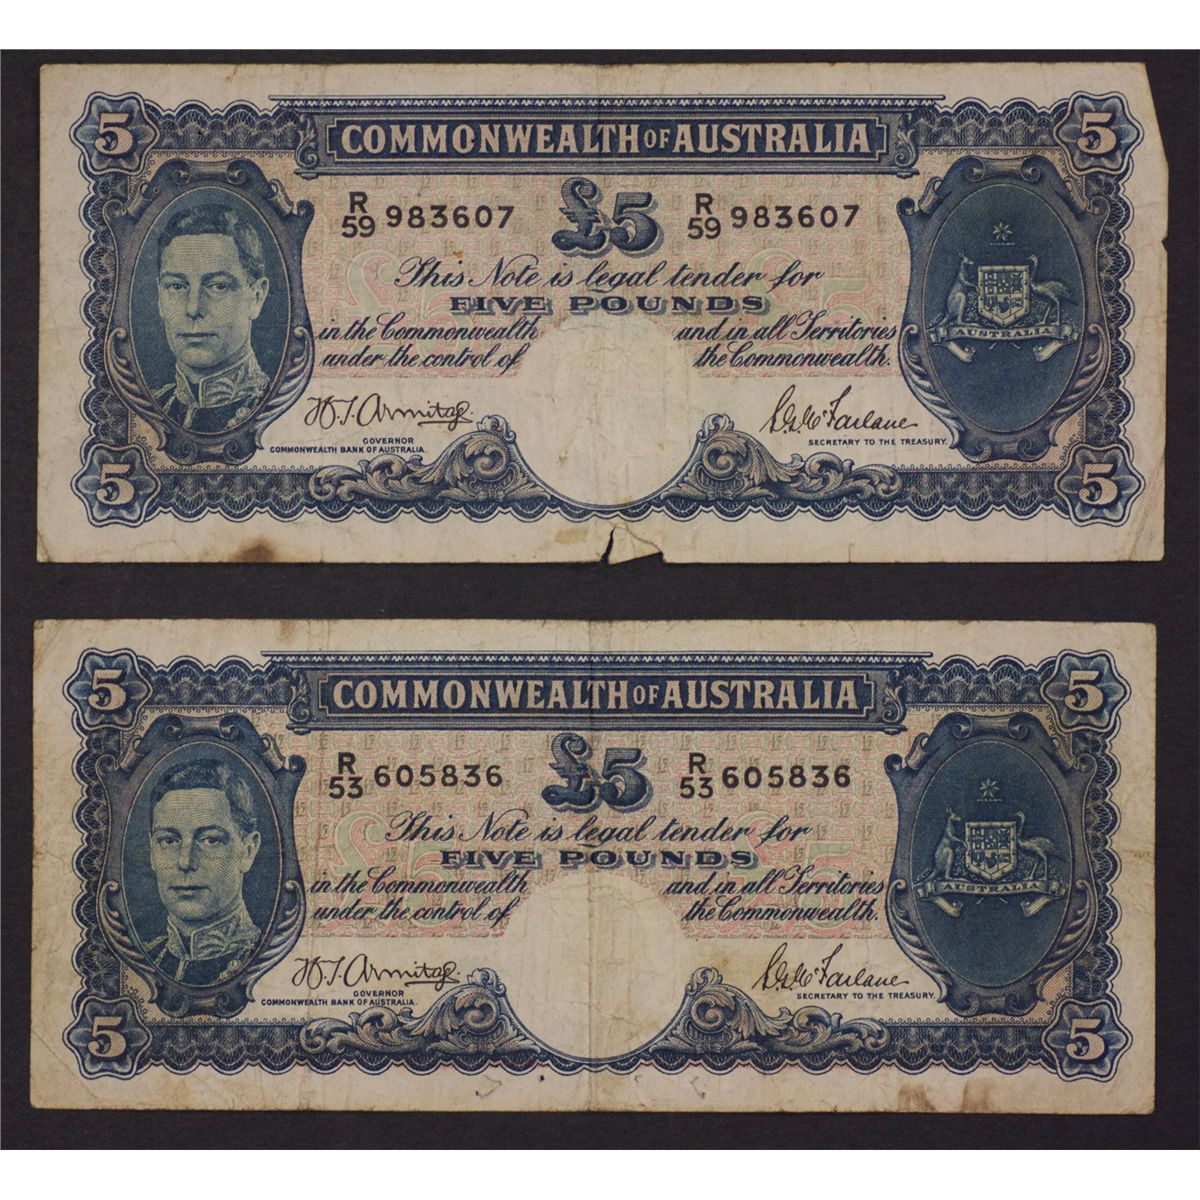 5 COMMONWEALTH OF AUSTRALIA 5
R/59 983607 £5 R/59 983607
This Note is legal tender for
FIVE POUNDS
in the Commonwealth and in all Territories
under the control of the Commonwealth.
H.T. Armitage. S.G. McFarlane
GOVERNOR
COMMONWEALTH BANK OF AUSTRALIA.
SECRETARY TO THE TREASURY.
AUSTRALIA
5 5
5 COMMONWEALTH OF AUSTRALIA 5
R/53 605836 £5 R/53 605836
This Note is legal tender for
FIVE POUNDS
in the Commonwealth and in all Territories
under the control of the Commonwealth.
H.T. Armitage. S.G. McFarlane
GOVERNOR
COMMONWEALTH BANK OF AUSTRALIA.
SECRETARY TO THE TREASURY.
AUSTRALIA
5 5